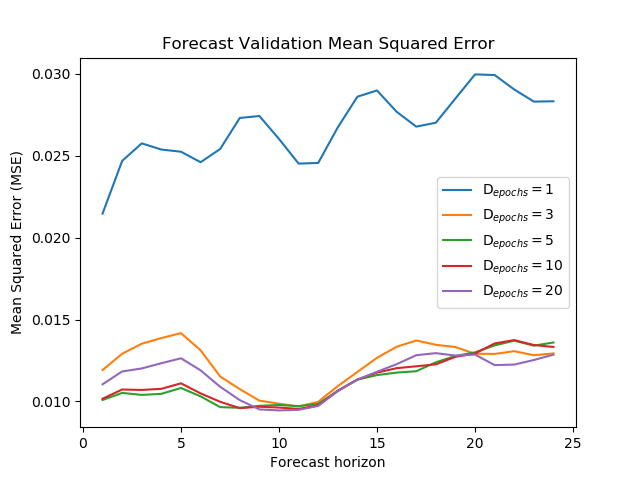 Forecast Validation Mean Squared Error
0.030
0.025
0.020
0.015
0.010
Mean Squared Error (MSE)
D_epochs = 1
D_epochs = 3
D_epochs = 5
D_epochs = 10
D_epochs = 20
0 5 10 15 20 25
Forecast horizon